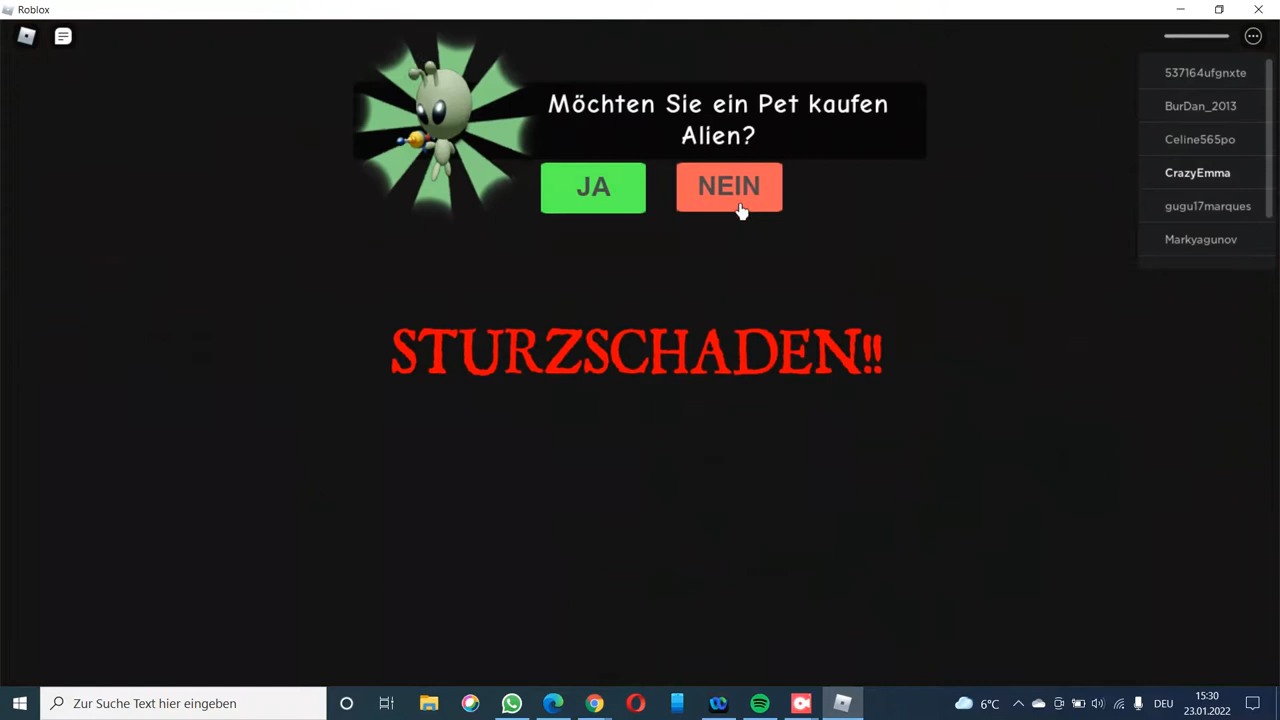 Roblox
Möchten Sie ein Pet kaufen
Alien?
JA
NEIN
537164ufgnxte
BurDan_2013
Celine565po
CrazyEmma
gugu17marques
Markyagunov
STURZSCHADEN!!
Zur Suche Text hier eingeben
6°C
DEU
15:30
23.01.2022